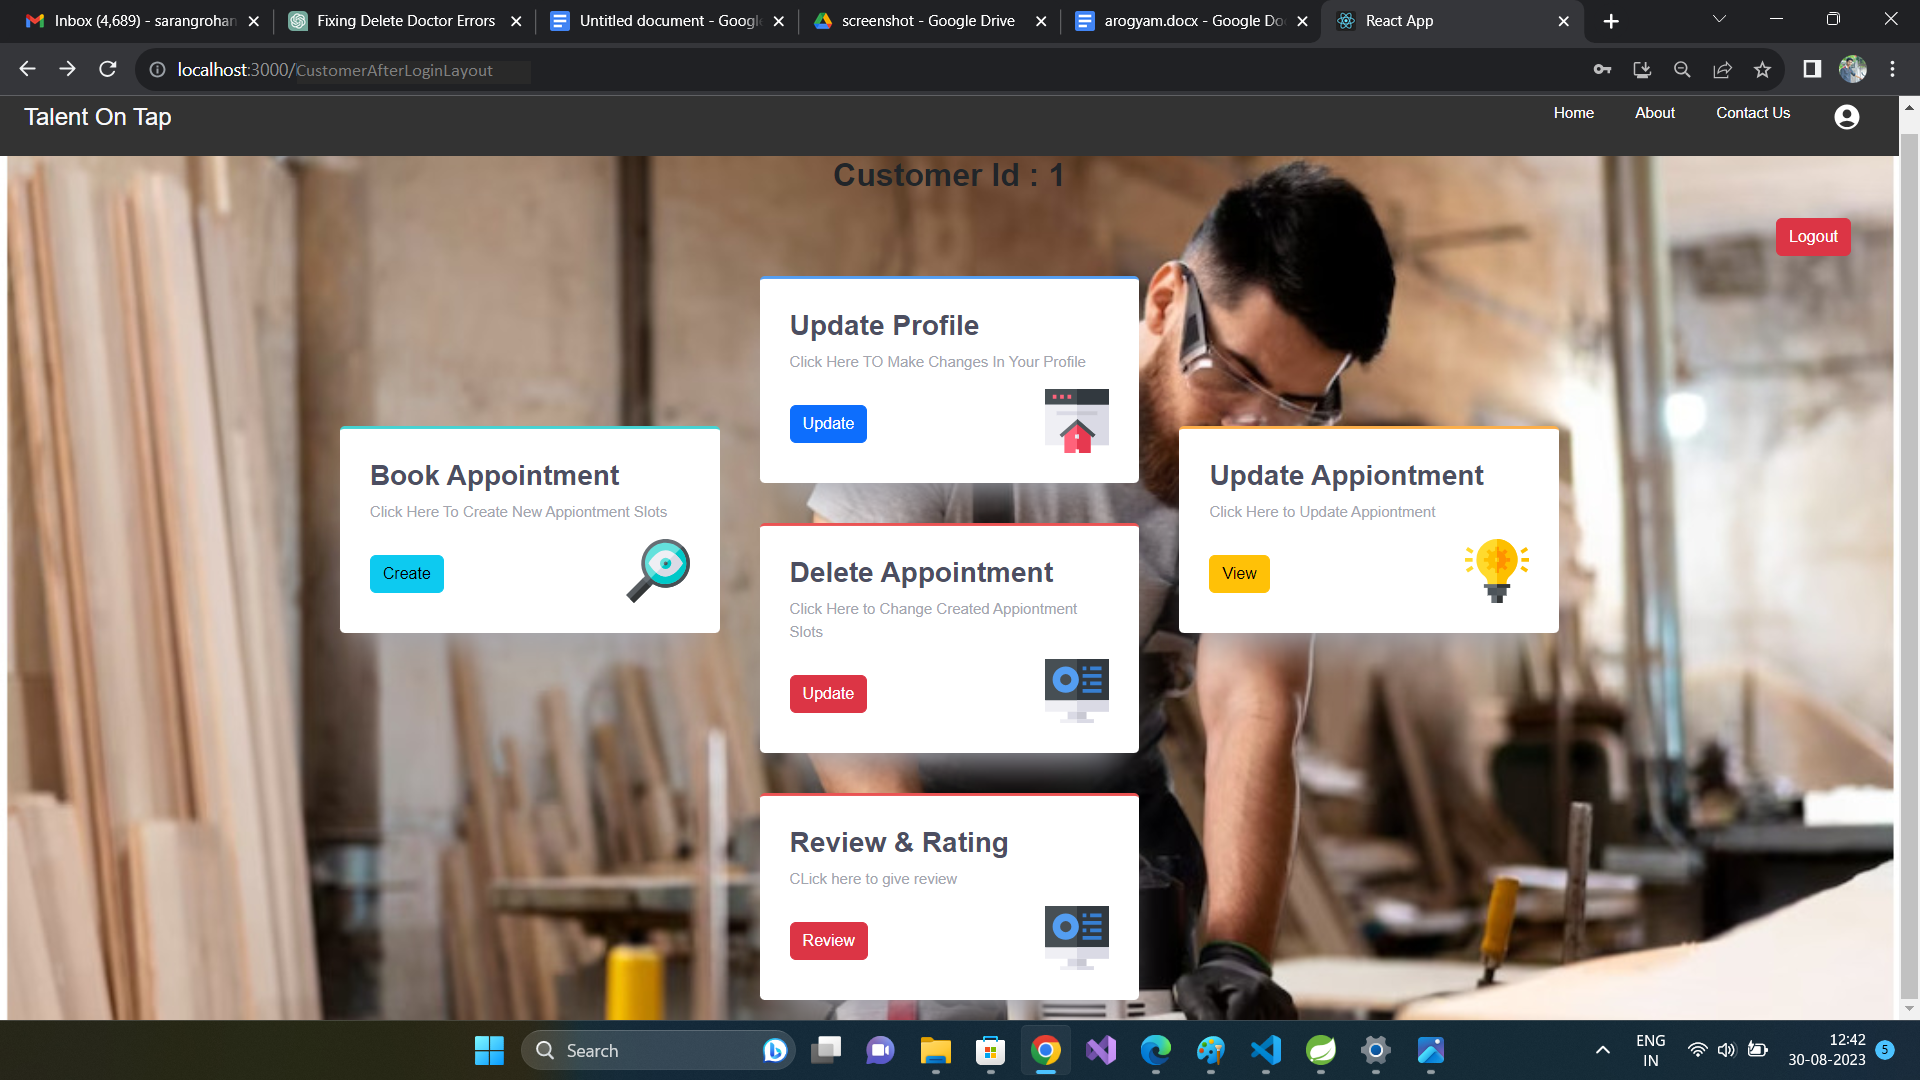 Inbox (4,689) - sarangrohan
Fixing Delete Doctor Errors
Untitled document - Google
screenshot - Google Drive
arogyam.docx - Google Do
React App
localhost:3000/CustomerAfterLoginLayout
Talent On Tap
Home
About
Contact Us
Customer Id : 1
Logout
Update Profile
Click Here TO Make Changes In Your Profile
Update
Book Appointment
Click Here To Create New Appiontment Slots
Create
Update Appiontment
Click Here to Update Appiontment
View
Delete Appointment
Click Here to Change Created Appiontment
Slots
Update
Review & Rating
CLick here to give review
Review
Search
ENG
IN
12:42
30-08-2023
5